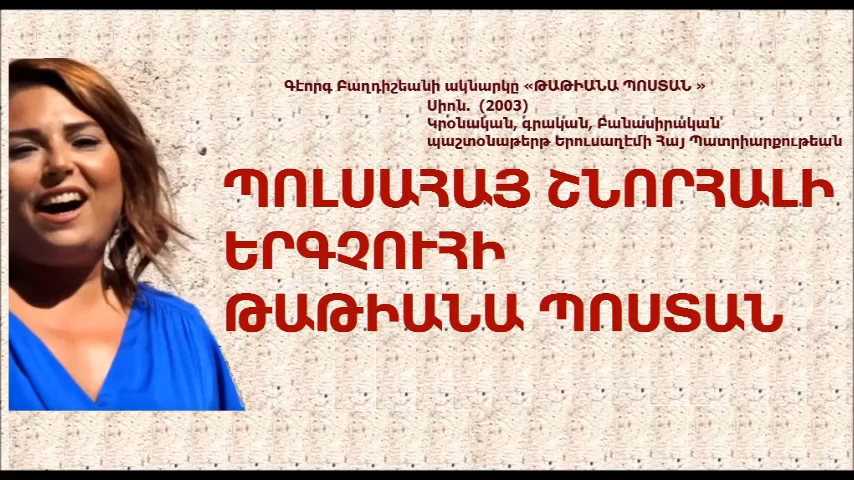 Գէորգ Բաղդիշեանի ակնարկը «ԹԱԹԻԱՆԱ ՊՈՍՏԱՆ »
Սիոն. (2003)
Կրօնական, գրական, Բանասիրական
պաշտօնաթերթ Երուսաղէմի Հայ Պատրիարքութեան
ՊՈԼՍԱՀԱՅ ՇՆՈՐՀԱԼԻ
ԵՐԳՉՈՒՀԻ
ԹԱԹԻԱՆԱ ՊՈՍՏԱՆ